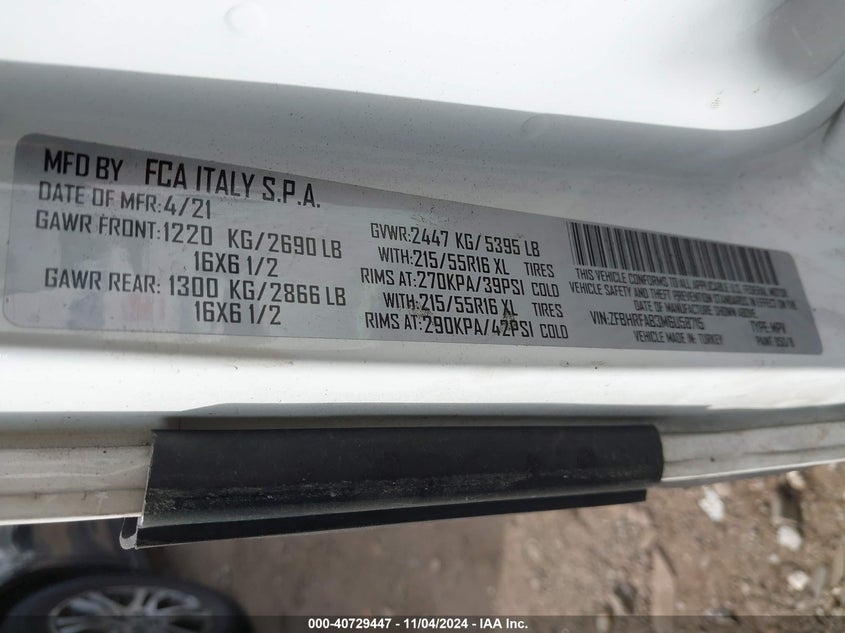 MFD BY FCA ITALY S.P.A.
DATE OF MFR:4/21 GVWR:2447 KG/5395 LB
GAWR FRONT:1220 KG/2690 LB WITH:215/55R16 XL TIRES
16X6 1/2 RIMS AT:270KPA/39PSI COLD
GAWR REAR:1300 KG/2866 LB WITH:215/55R16 XL TIRES
16X6 1/2 RIMS AT:290KPA/42PSI COLD
THIS VEHICLE CONFORMS TO ALL APPLICABLE U.S. FEDERAL MOTOR
VEHICLE SAFETY AND THEFT PREVENTION STANDARDS IN EFFECT ON THE
DATE OF MANUFACTURE SHOWN ABOVE.
VIN:ZFBHRFAB3M6U58715 TYPE: MPV
VEHICLE MADE IN: TURKEY PAINT: 050/B
000-40729447 - 11/04/2024 - IAA Inc.